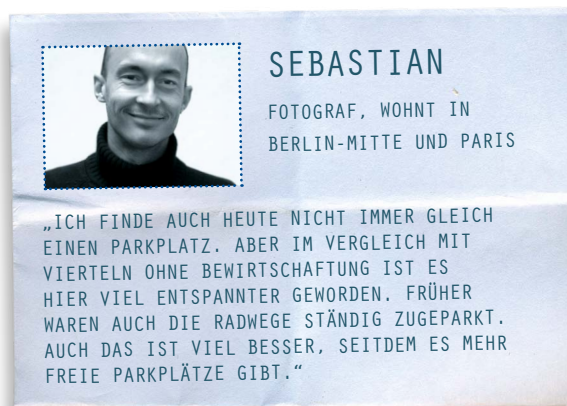 SEBASTIAN
FOTOGRAF, WOHNT IN
BERLIN-MITTE UND PARIS
„ICH FINDE AUCH HEUTE NICHT IMMER GLEICH
EINEN PARKPLATZ. ABER IM VERGLEICH MIT
VIERTELN OHNE BEWIRTSCHAFTUNG IST ES
HIER VIEL ENTSPANNTER GEWORDEN. FRÜHER
WAREN AUCH DIE RADWEGE STÄNDIG ZUGEPARKT.
AUCH DAS IST VIEL BESSER, SEITDEM ES MEHR
FREIE PARKPLÄTZE GIBT.“